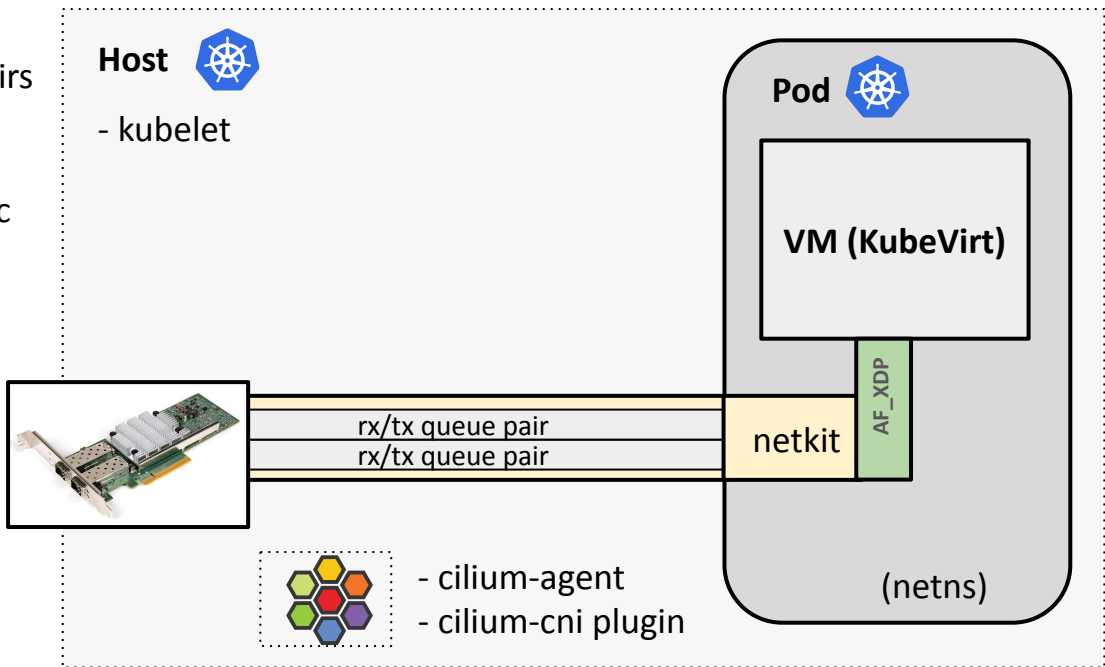 Host
- kubelet
Pod
VM (KubeVirt)
AF_XDP
rx/tx queue pair
rx/tx queue pair
netkit
- cilium-agent
- cilium-cni plugin
(netns)